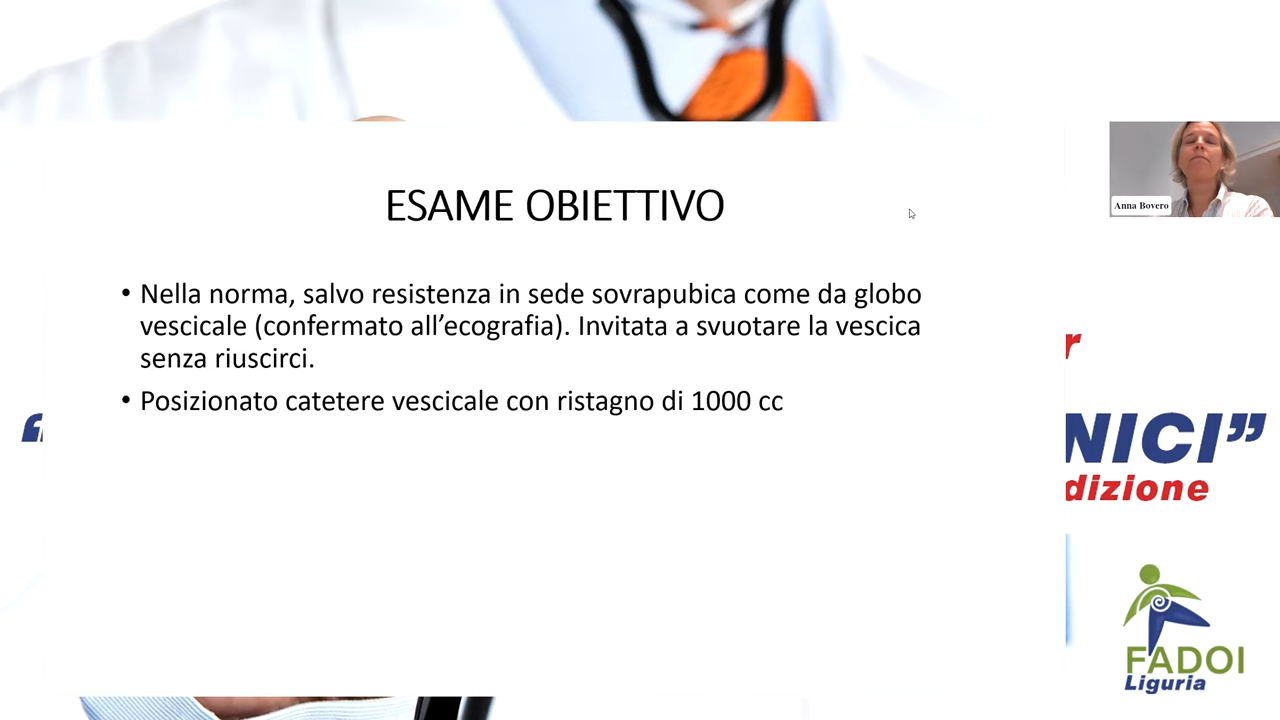 ESAME OBIETTIVO
Anna Bovero
• Nella norma, salvo resistenza in sede sovrapubica come da globo
vescicale (confermato all’ecografia). Invitata a svuotare la vescica
senza riuscirci.
• Posizionato catetere vescicale con ristagno di 1000 cc
r
“
NICI”
dizione
FADOI
Liguria